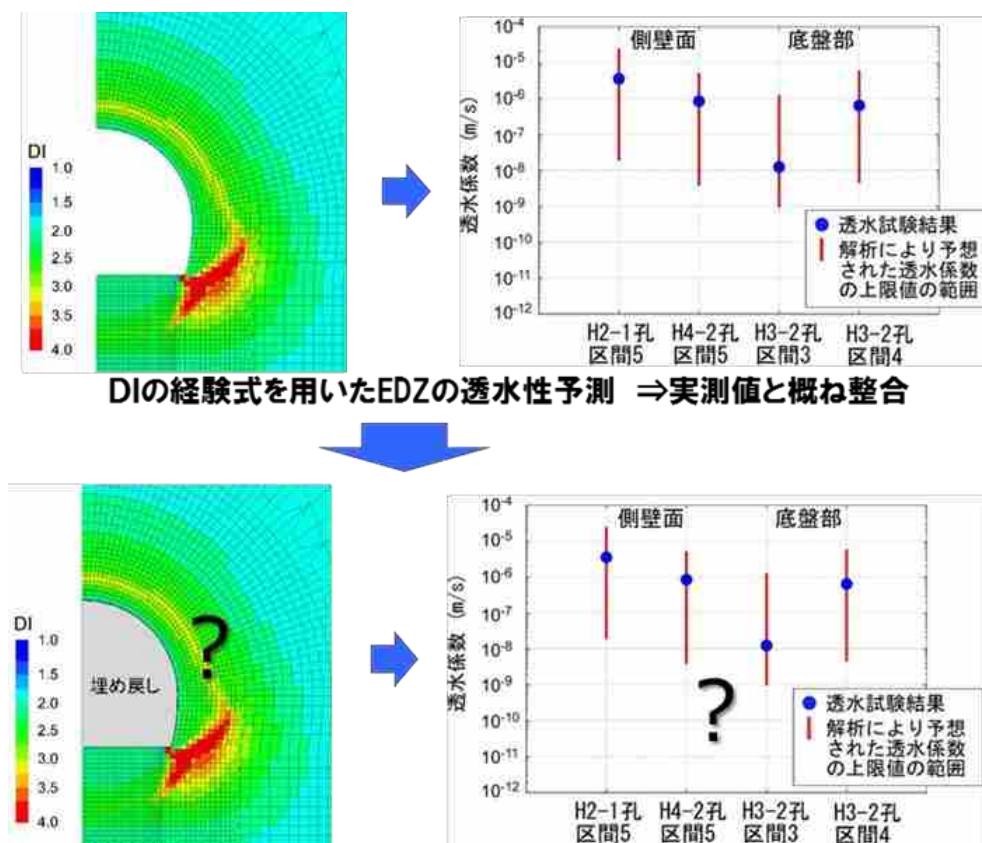 DI
1.0
1.5
2.0
2.5
3.0
3.5
4.0
透水係数 (m/s)
10⁻⁴
10⁻⁵
10⁻⁶
10⁻⁷
10⁻⁸
10⁻⁹
10⁻¹⁰
10⁻¹¹
10⁻¹²
側壁面 底盤部
透水試験結果
解析により予想
された透水係数
の上限値の範囲
H2-1孔 H4-2孔 H3-2孔 H3-2孔
区間5 区間5 区間3 区間4
DIの経験式を用いたEDZの透水性予測 ⇒実測値と概ね整合
DI
1.0
1.5
2.0
2.5
3.0
3.5
4.0
?
埋め戻し
透水係数 (m/s)
10⁻⁴
10⁻⁵
10⁻⁶
10⁻⁷
10⁻⁸
10⁻⁹
10⁻¹⁰
10⁻¹¹
10⁻¹²
側壁面 底盤部
?
透水試験結果
解析により予想
された透水係数
の上限値の範囲
H2-1孔 H4-2孔 H3-2孔 H3-2孔
区間5 区間5 区間3 区間4